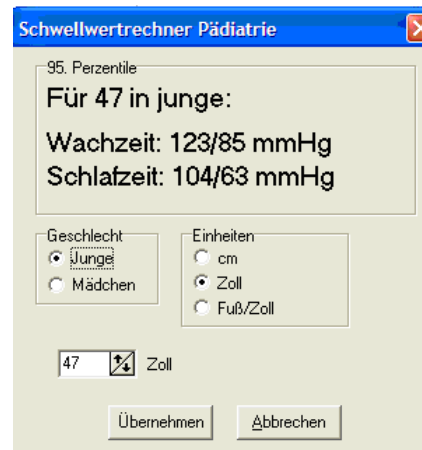 Schwellwertrechner Pädiatrie
95. Perzentile
Für 47 in junge:
Wachzeit: 123/85 mmHg
Schlafzeit: 104/63 mmHg
Geschlecht
Junge
Mädchen
Einheiten
cm
Zoll
Fuß/Zoll
47 Zoll
Übernehmen Abbrechen